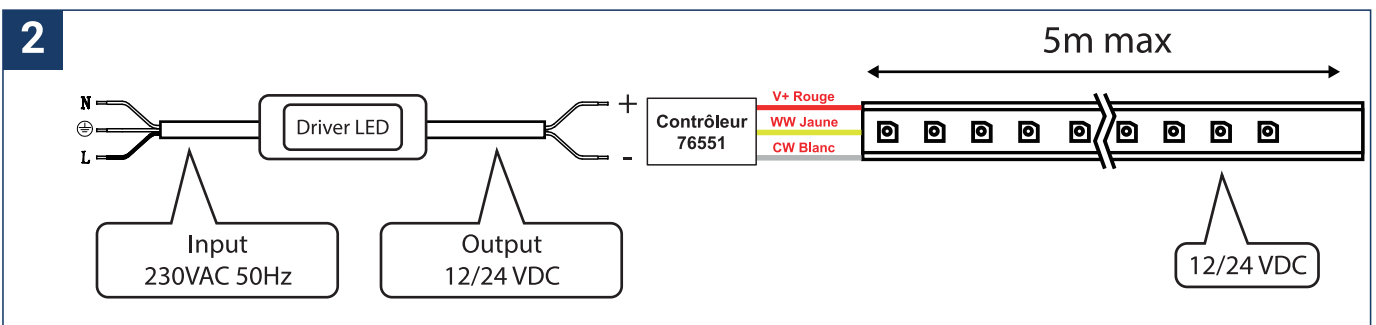 2
5m max
N
L
Driver LED
+
-
Contrôleur
76551
V+ Rouge
WW Jaune
CW Blanc
Input
230VAC 50Hz
Output
12/24 VDC
12/24 VDC